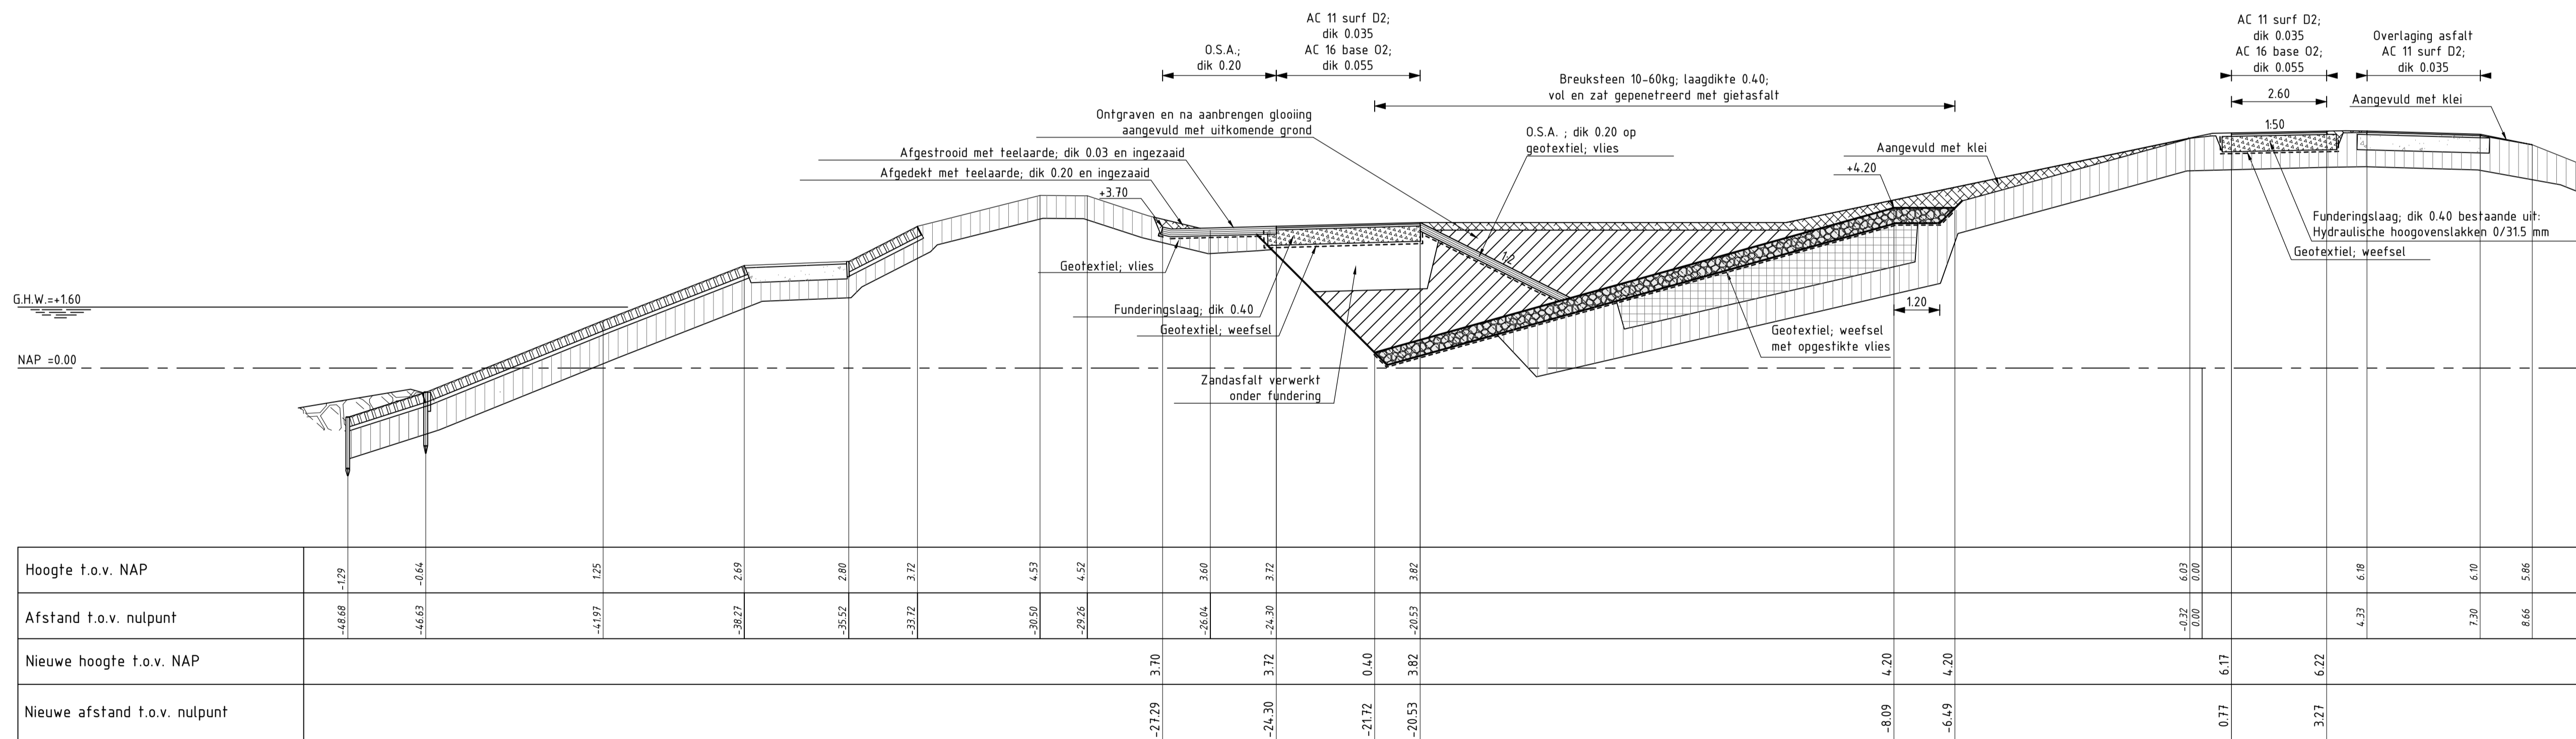 AC 11 surf D2;
dik 0.035
AC 16 base O2;
dik 0.055
O.S.A.;
dik 0.20
AC 11 surf D2;
dik 0.035
AC 16 base O2;
dik 0.055
Overlaging asfalt
AC 11 surf D2;
dik 0.035
Breuksteen 10-60kg; laagdikte 0.40;
vol en zat gepenetreerd met gietasfalt
2.60
Aangevuld met klei
Ontgraven en na aanbrengen glooiing
aangevuld met uitkomende grond
O.S.A. ; dik 0.20 op
geotextiel; vlies
1:50
Afgestrooid met teelaarde; dik 0.03 en ingezaaid
Aangevuld met klei
Afgedekt met teelaarde; dik 0.20 en ingezaaid
+4.20
+3.70
Funderingslaag; dik 0.40 bestaande uit:
Hydraulische hoogovenslakken 0/31.5 mm
Geotextiel; weefsel
1:2
Geotextiel; vlies
G.H.W.=+1.60
Funderingslaag; dik 0.40
1.20
Geotextiel; weefsel
Geotextiel; weefsel
met opgestikte vlies
NAP =0.00
Zandasfalt verwerkt
onder fundering
Hoogte t.o.v. NAP -1.29 -0.64 1.25 2.69 2.80 3.72 4.53 4.52 3.60 3.72 3.82 6.03 0.00 6.18 6.10 5.86
Afstand t.o.v. nulpunt -48.68 -46.63 -41.97 -38.27 -35.52 -33.72 -30.50 -29.26 -26.04 -24.30 -20.53 -0.32 0.00 4.33 7.30 8.66
Nieuwe hoogte t.o.v. NAP 3.70 3.72 0.40 3.82 4.20 4.20 6.17 6.22
Nieuwe afstand t.o.v. nulpunt -27.29 -24.30 -21.72 -20.53 -8.09 -6.49 0.77 3.27